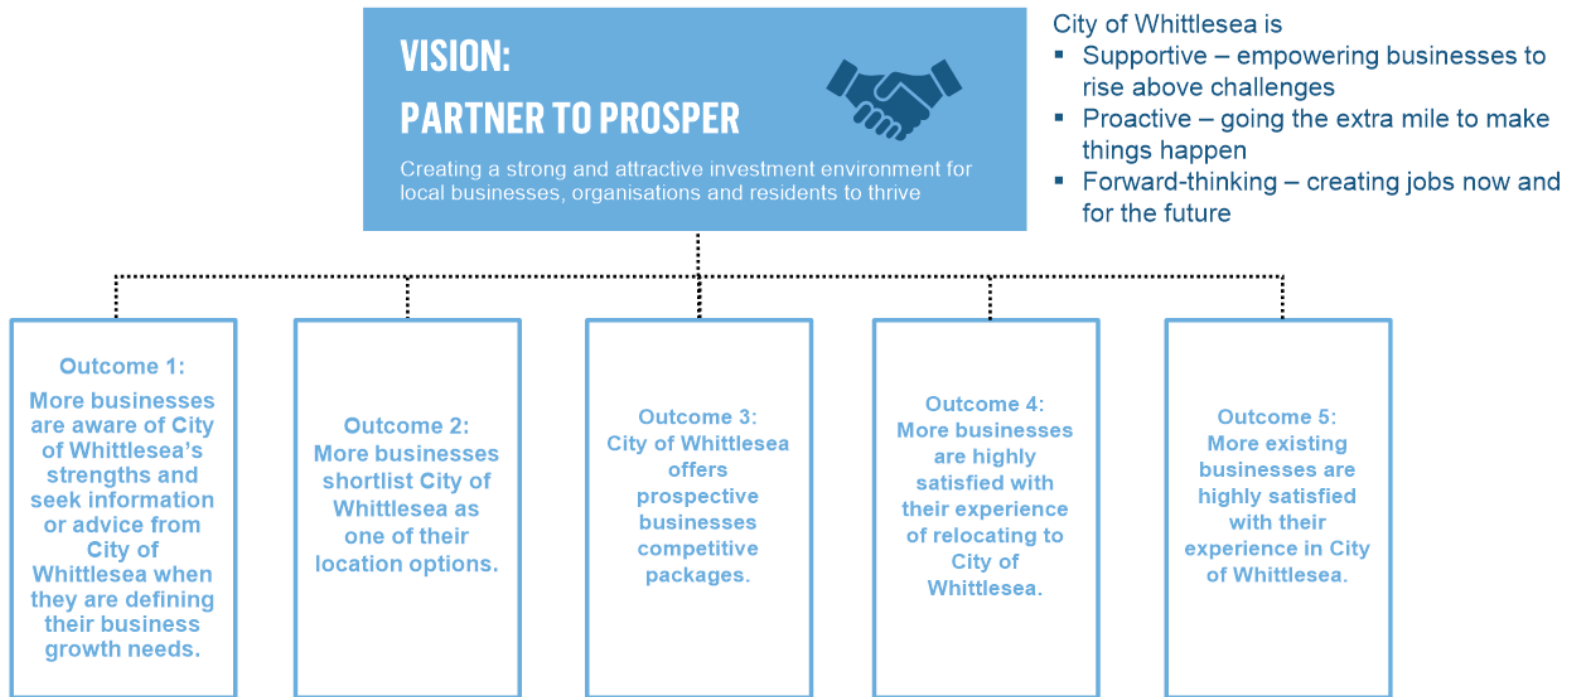 VISION:
PARTNER TO PROSPER
Creating a strong and attractive investment environment for
local businesses, organisations and residents to thrive
City of Whittlesea is
▪ Supportive – empowering businesses to
rise above challenges
▪ Proactive – going the extra mile to make
things happen
▪ Forward-thinking – creating jobs now and
for the future
Outcome 1:
More businesses
are aware of City
of Whittlesea’s
strengths and
seek information
or advice from
City of
Whittlesea when
they are defining
their business
growth needs.
Outcome 2:
More businesses
shortlist City of
Whittlesea as
one of their
location options.
Outcome 3:
City of Whittlesea
offers
prospective
businesses
competitive
packages.
Outcome 4:
More businesses
are highly
satisfied with
their experience
of relocating to
City of
Whittlesea.
Outcome 5:
More existing
businesses are
highly satisfied
with their
experience in City
of Whittlesea.